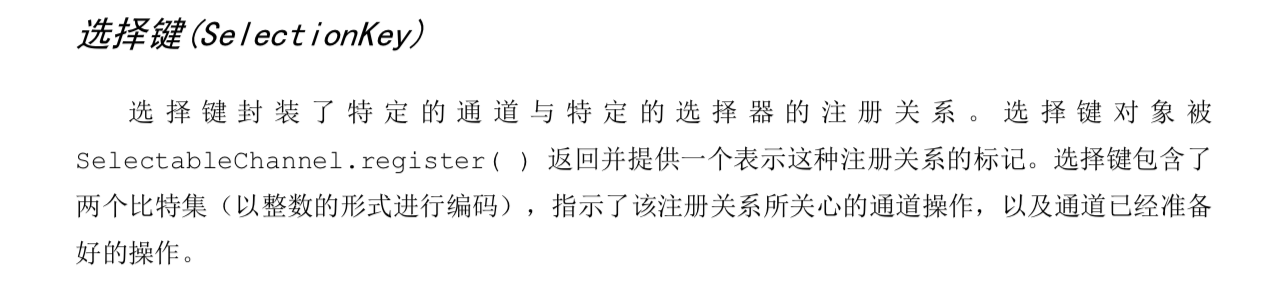 选择键(SelectionKey)
选择键封装了特定的通道与特定的选择器的注册关系。选择键对象被
SelectableChannel.register( ) 返回并提供一个表示这种注册关系的标记。选择键包含了
两个比特集（以整数的形式进行编码），指示了该注册关系所关心的通道操作，以及通道已经准备
好的操作。